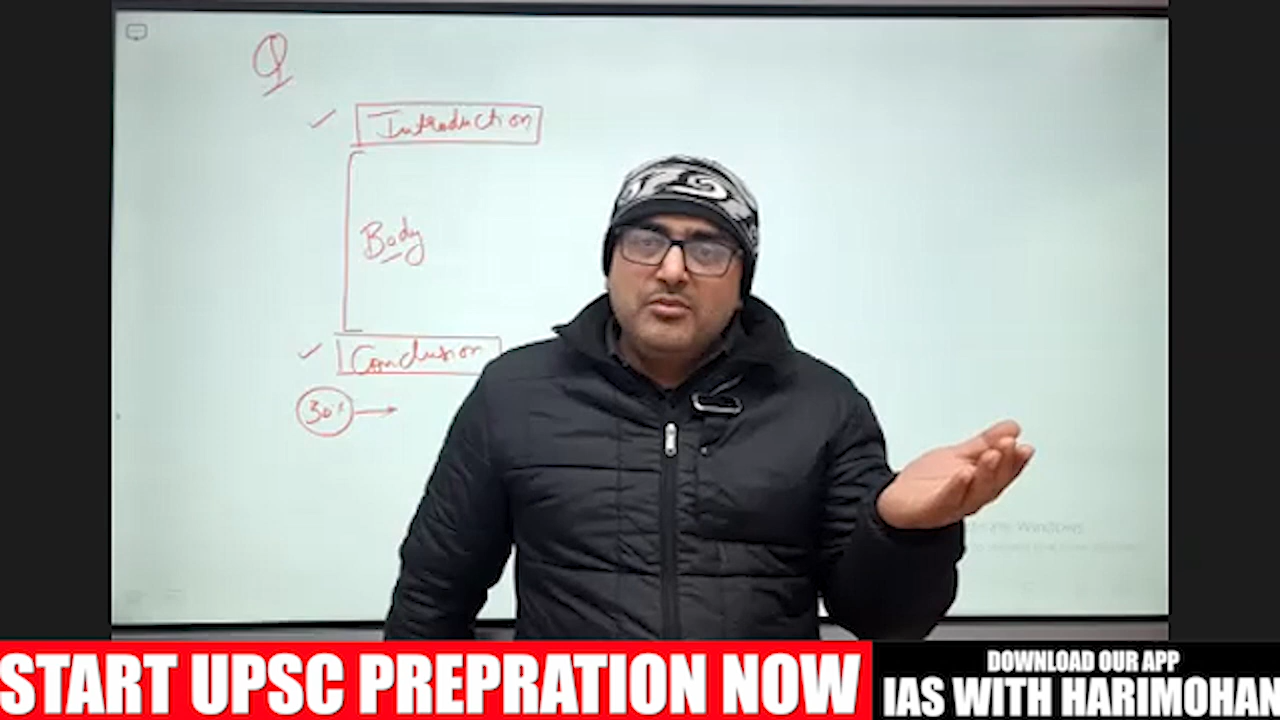 Q
Introduction
Body
Conclusion
30%
START UPSC PREPRATION NOW
DOWNLOAD OUR APP
IAS WITH HARIMOHAN